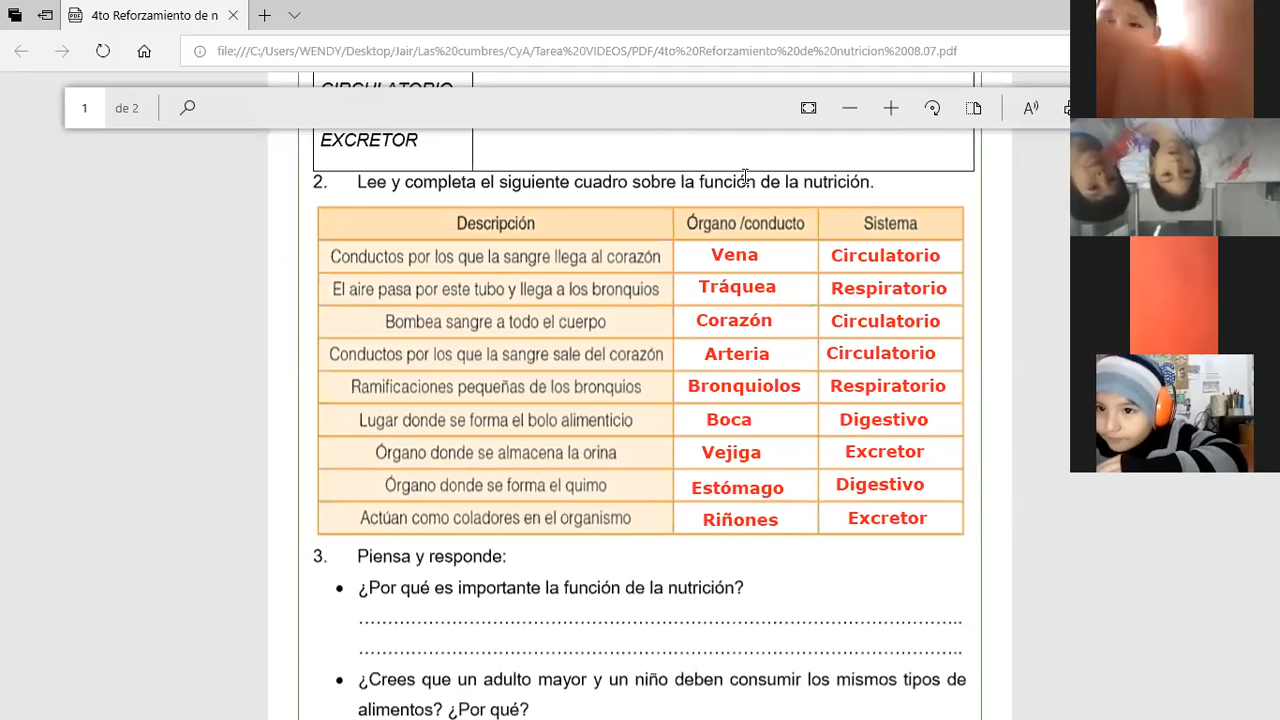 4to Reforzamiento de n
file:///C:/Users/WENDY/Desktop/Jair/Las%20cumbres/CyA/Tarea%20VIDEOS/PDF/4to%20Reforzamiento%20de%20nutricion%2008.07.pdf
CIRCULATORIO
1 de 2
EXCRETOR
2. Lee y completa el siguiente cuadro sobre la función de la nutrición.
Descripción Órgano /conducto Sistema
Conductos por los que la sangre llega al corazón Vena Circulatorio
El aire pasa por este tubo y llega a los bronquios Tráquea Respiratorio
Bombea sangre a todo el cuerpo Corazón Circulatorio
Conductos por los que la sangre sale del corazón Arteria Circulatorio
Ramificaciones pequeñas de los bronquios Bronquiolos Respiratorio
Lugar donde se forma el bolo alimenticio Boca Digestivo
Órgano donde se almacena la orina Vejiga Excretor
Órgano donde se forma el quimo Estómago Digestivo
Actúan como coladores en el organismo Riñones Excretor
3. Piensa y responde:
• ¿Por qué es importante la función de la nutrición?
• ¿Crees que un adulto mayor y un niño deben consumir los mismos tipos de
alimentos? ¿Por qué?